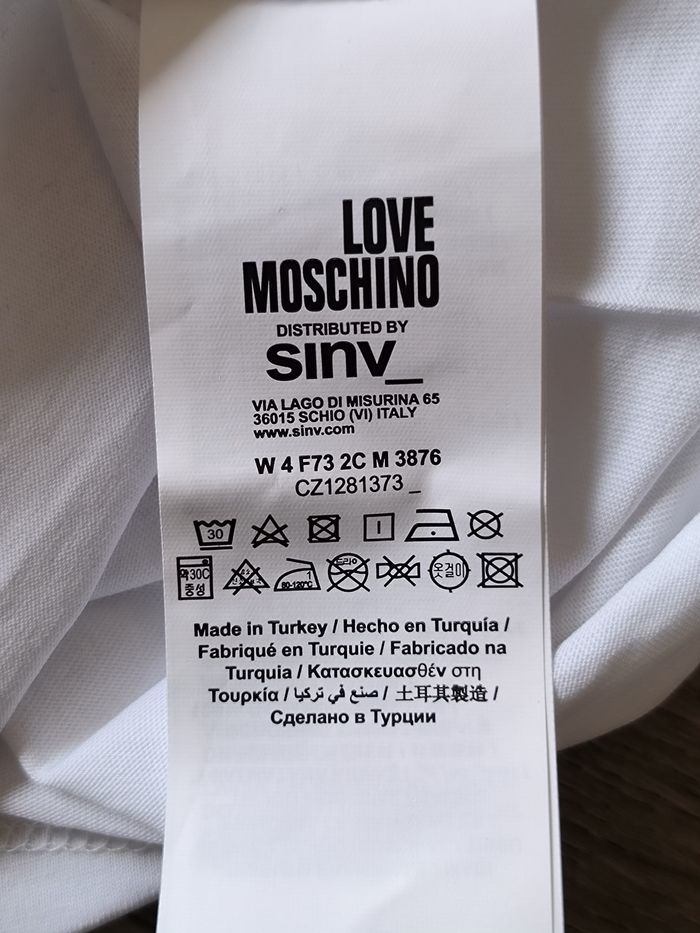 LOVE
MOSCHINO
DISTRIBUTED BY
sınv_
VIA LAGO DI MISURINA 65
36015 SCHIO (VI) ITALY
www.sinv.com
W 4 F73 2C M 3876
CZ1281373 _
30
약30C
중성
80-120°C
드라이
옷걸이
Made in Turkey / Hecho en Turquía /
Fabriqué en Turquie / Fabricado na
Turquia / Κατασκευασθέν στη
Τουρκία / صنع في تركيا / 土耳其製造 /
Сделано в Турции